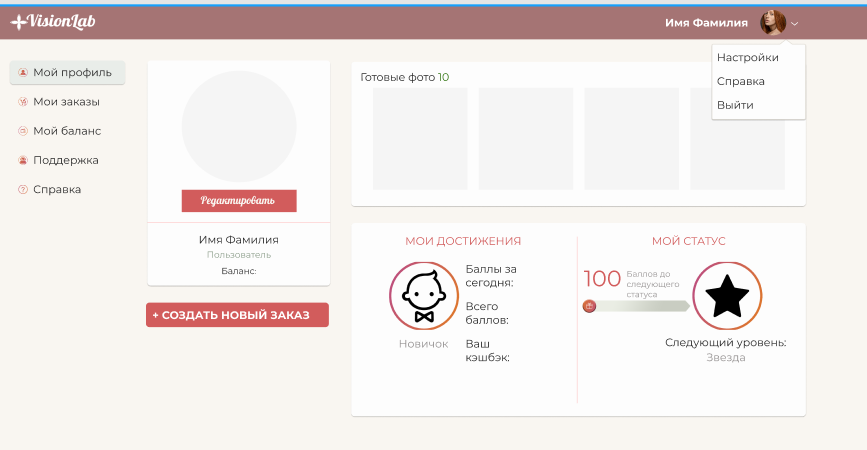 VisionLab
Имя Фамилия
Настройки
Справка
Выйти
Мой профиль
Мои заказы
Мой баланс
Поддержка
Справка
Редактировать
Имя Фамилия
Пользователь
Баланс:
+ СОЗДАТЬ НОВЫЙ ЗАКАЗ
Готовые фото 10
МОИ ДОСТИЖЕНИЯ
Баллы за
сегодня:
Всего
баллов:
Новичок
Ваш
кэшбэк:
МОЙ СТАТУС
100
Баллов до
следующего
статуса
Следующий уровень:
Звезда